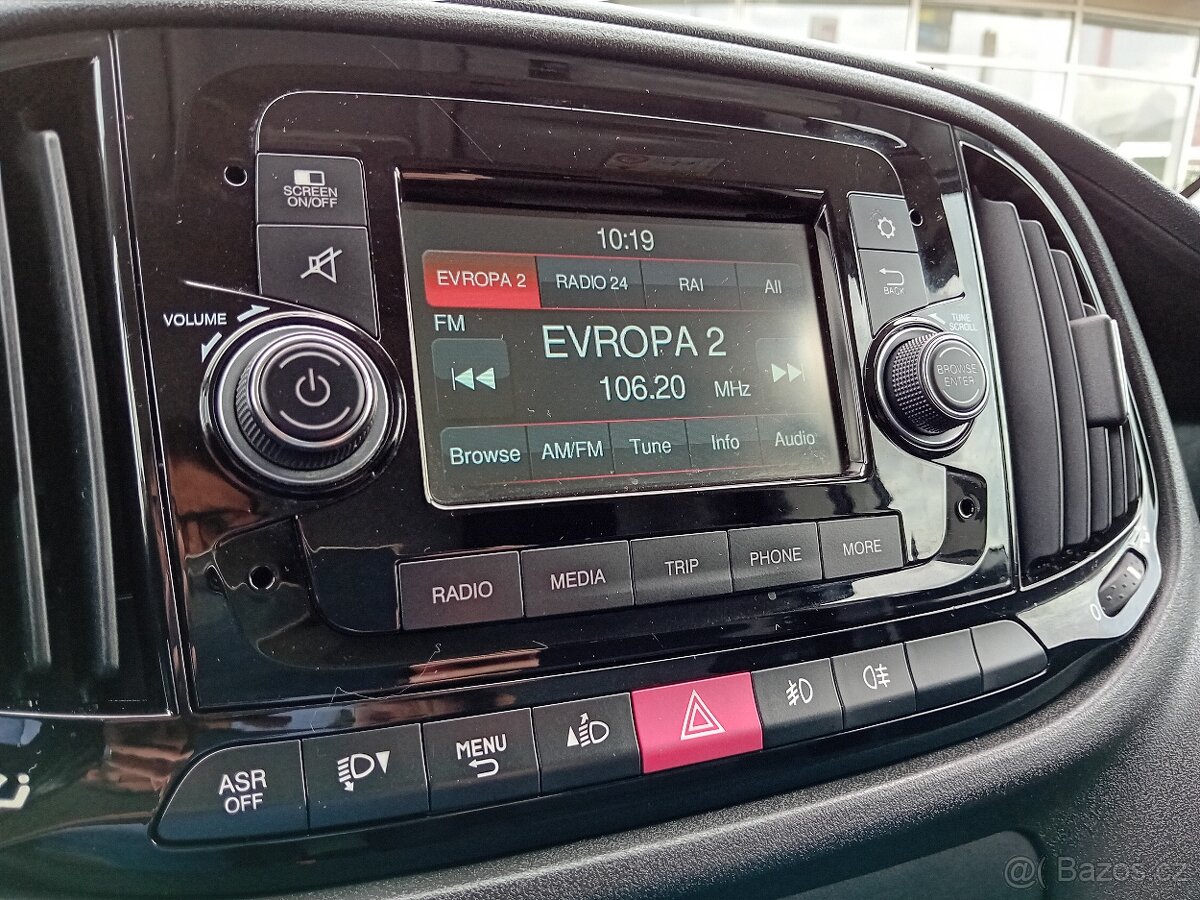 SCREEN
ON/OFF
VOLUME
10:19
EVROPA 2
RADIO 24
RAI
All
FM
EVROPA 2
106.20 MHz
Browse
AM/FM
Tune
Info
Audio
BACK
TUNE
SCROLL
BROWSE
ENTER
RADIO
MEDIA
TRIP
PHONE
MORE
0
ASR
OFF
MENU
@( Bazos.cz